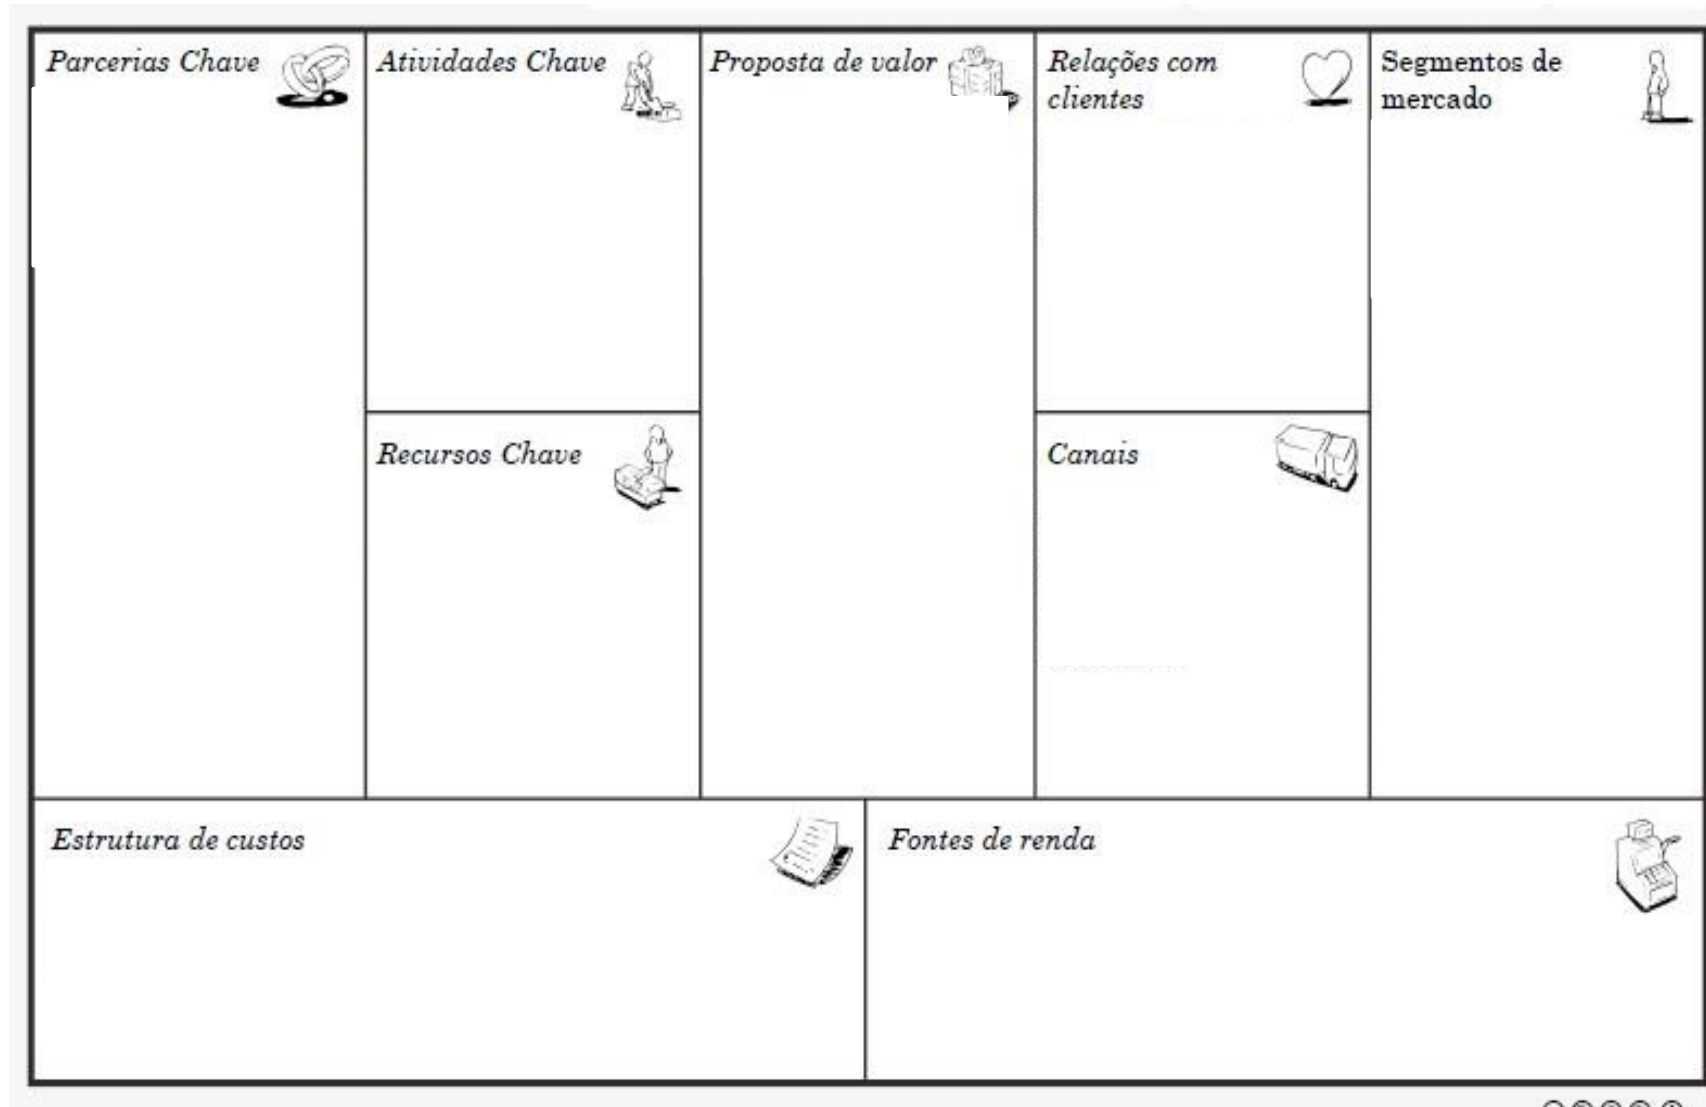 Parcerias Chave
Atividades Chave
Proposta de valor
Relações com
clientes
Segmentos de
mercado
Recursos Chave
Canais
Estrutura de custos
Fontes de renda